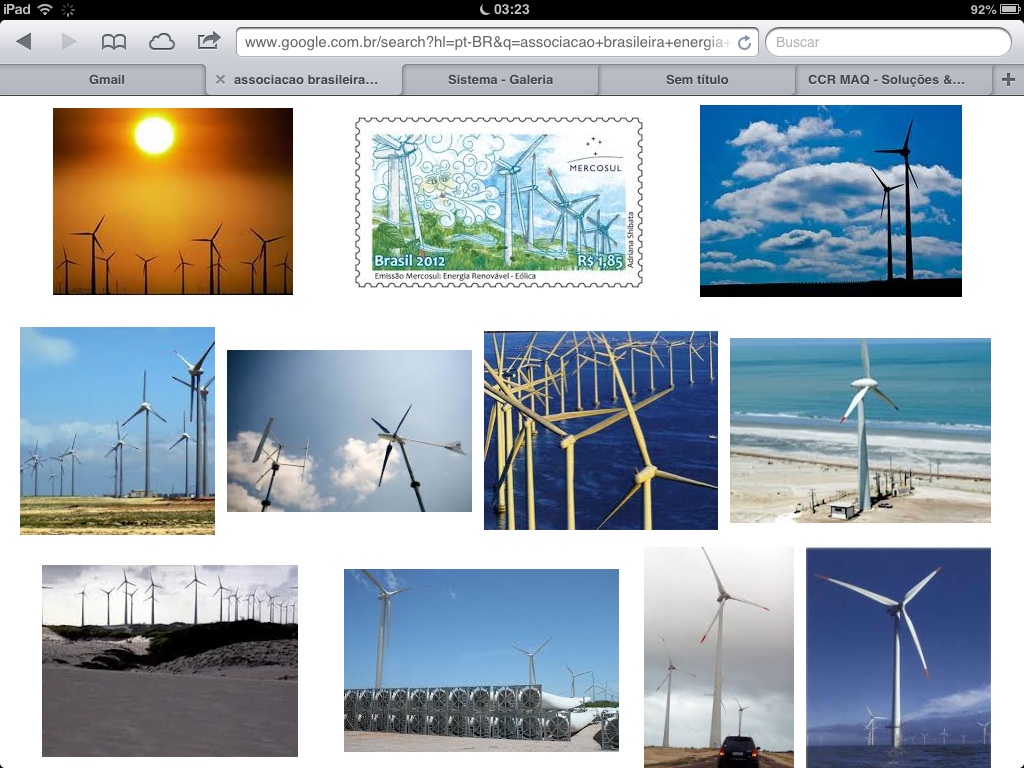 iPad 03:23 92%
www.google.com.br/search?hl=pt-BR&q=associacao+brasileira+energia+ Buscar
Gmail associacao brasileira... Sistema - Galeria Sem título CCR MAQ - Soluções &...
MERCOSUL
Adriana Shibata
Brasil 2012 R$ 1,85
Emissão Mercosul: Energia Renovável - Eólica